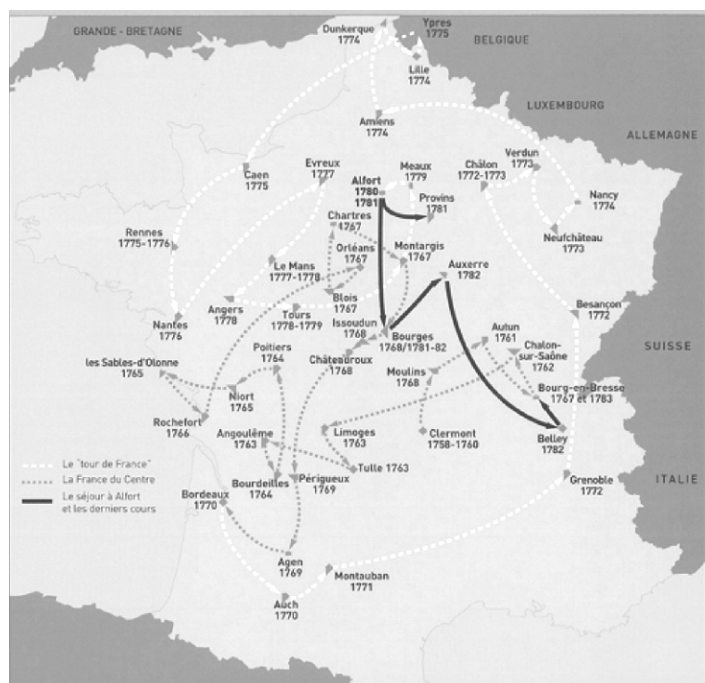 GRANDE - BRETAGNE
Dunkerque
1774
Ypres
1775
BELGIQUE
Lille
1774
LUXEMBOURG
Amiens
1774
ALLEMAGNE
Caen
1775
Evreux
1777
Meaux
1779
Châlon
1772-1773
Verdun
1773
Alfort
1780
1781
Provins
1781
Nancy
1774
Chartres
1767
Neufchâteau
1773
Rennes
1775-1776
Orléans
1767
Montargis
1767
Le Mans
1777-1778
Auxerre
1782
Blois
1767
Angers
1778
Tours
1778-1779
Besançon
1772
Nantes
1776
Issoudun
1768
Bourges
1768/1781-82
Autun
1761
Chalon-
sur-Saône
1762
SUISSE
Poitiers
1764
Châteauroux
1768
les Sables-d'Olonne
1765
Moulins
1768
Bourg-en-Bresse
1767 et 1783
Niort
1765
Rochefort
1766
Angoulême
1763
Limoges
1763
Clermont
1758-1760
Belley
1782
Le "tour de France"
La France du Centre
Le séjour à Alfort
et les derniers cours
Tulle 1763
Bourdeilles
1764
Périgueux
1769
Grenoble
1772
ITALIE
Bordeaux
1770
Agen
1769
Montauban
1771
Auch
1770